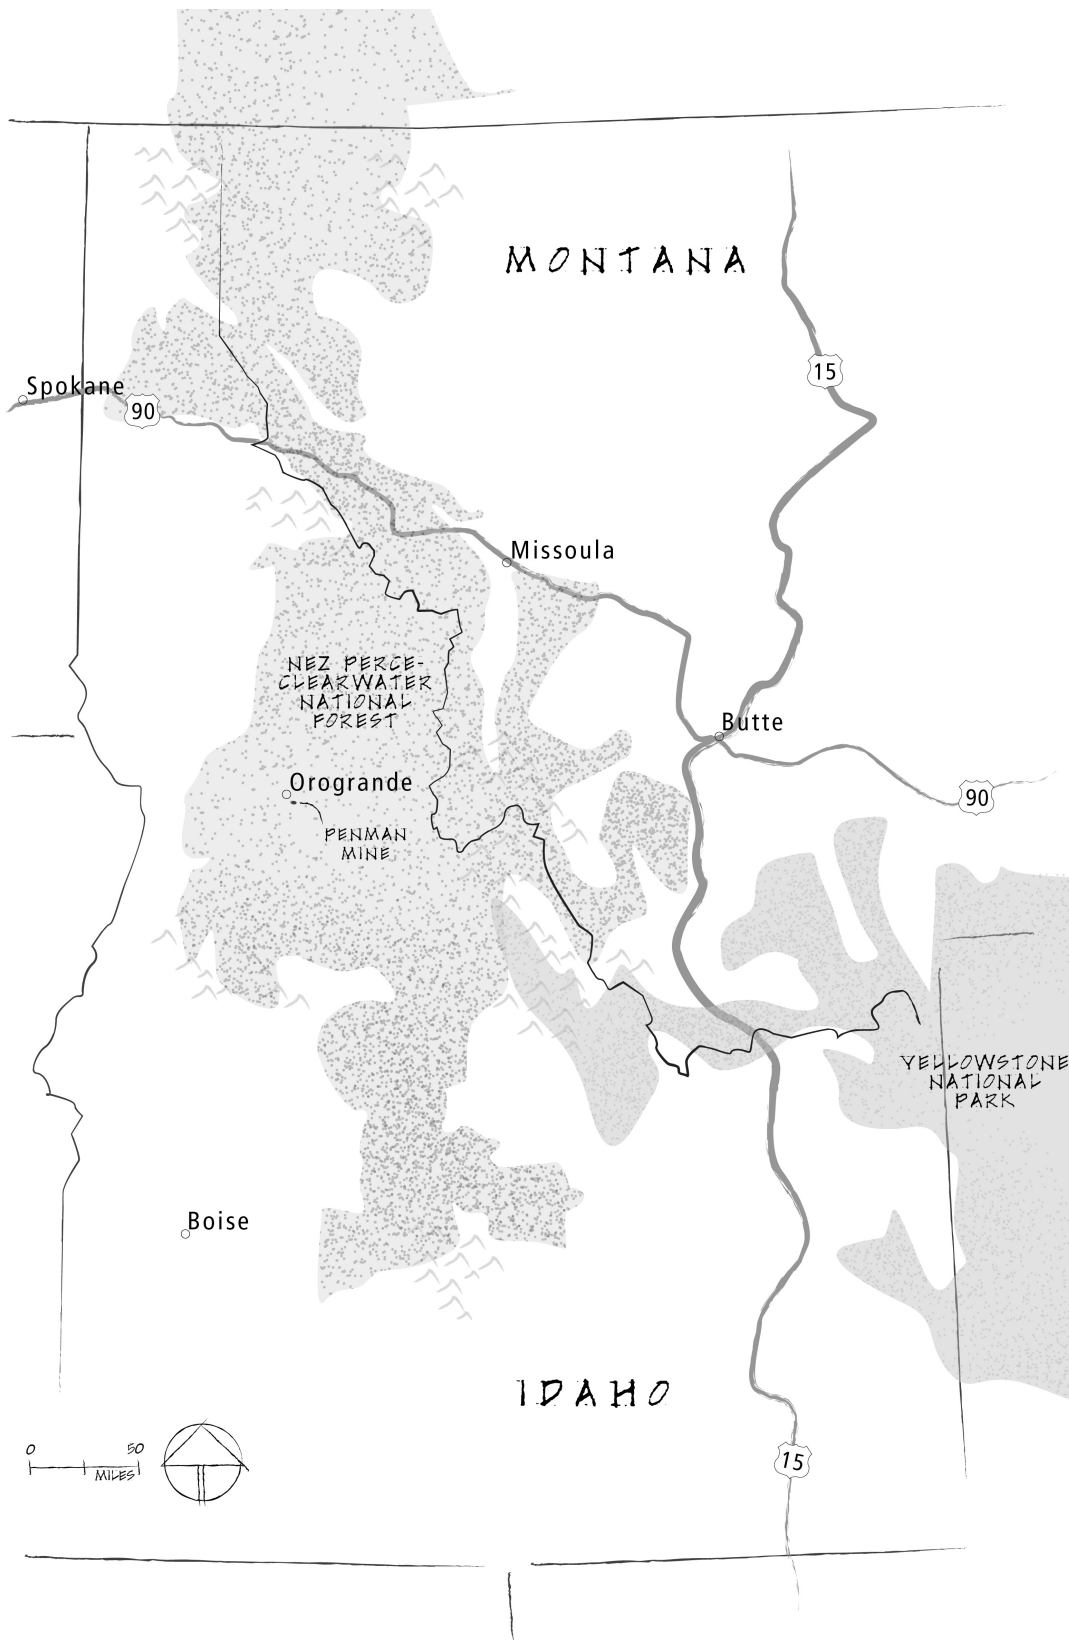 MONTANA
15
Spokane
90
Missoula
NEZ PERCE-
CLEARWATER
NATIONAL
FOREST
Butte
Orogrande
90
PENMAN
MINE
YELLOWSTONE
NATIONAL
PARK
Boise
IDAHO
0 50
MILES
15